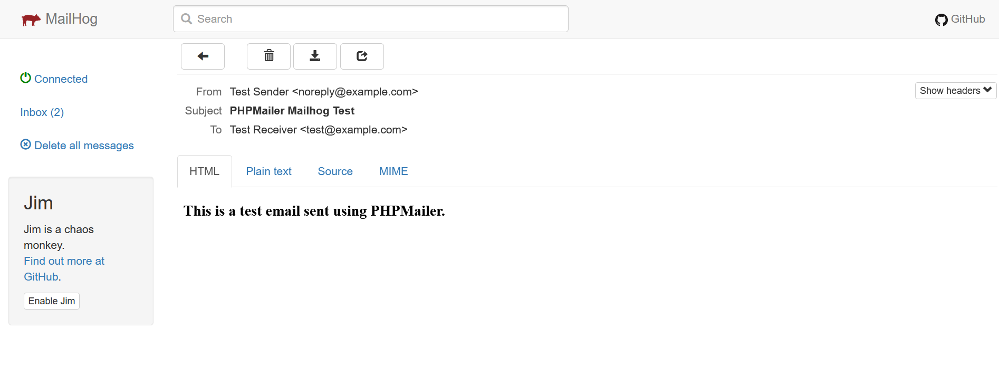 MailHog
Search
GitHub
Connected
Inbox (2)
Delete all messages
Jim
Jim is a chaos
monkey.
Find out more at
GitHub.
Enable Jim
From Test Sender <noreply@example.com>
Show headers
Subject PHPMailer Mailhog Test
To Test Receiver <test@example.com>
HTML Plain text Source MIME
This is a test email sent using PHPMailer.